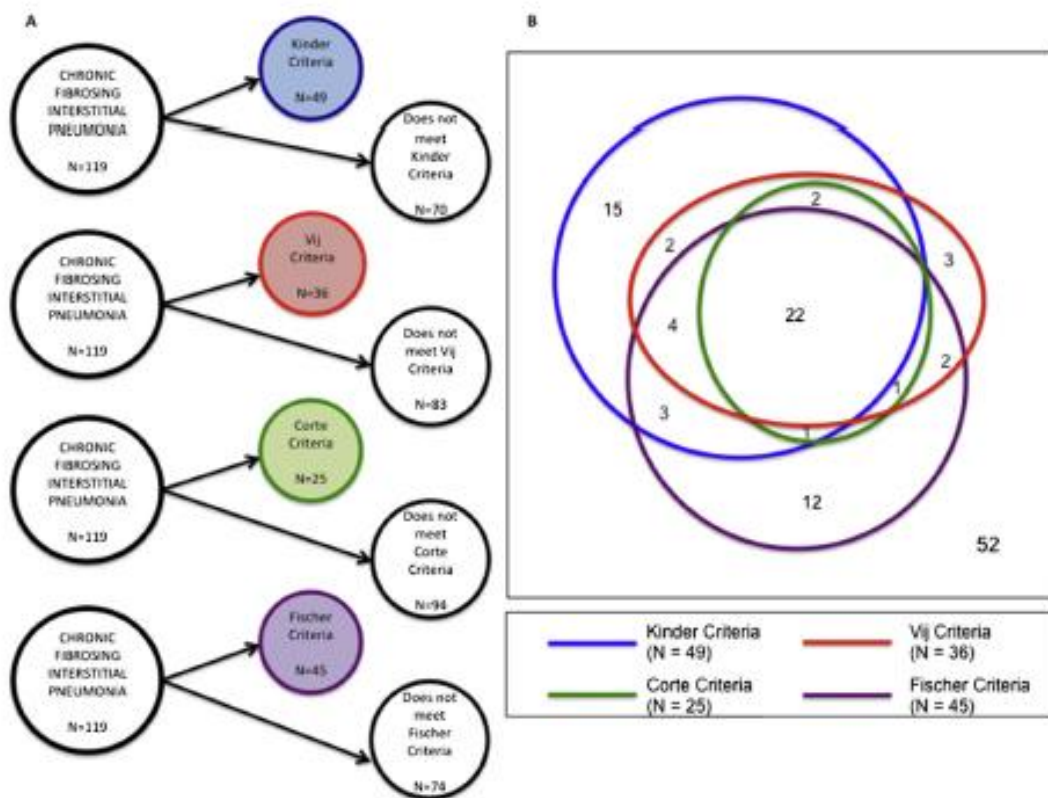 A
CHRONIC
FIBROSING
INTERSTITIAL
PNEUMONIA
N=119
Kinder
Criteria
N=49
Does not
meet
Kinder
Criteria
N=70
CHRONIC
FIBROSING
INTERSTITIAL
PNEUMONIA
N=119
Vij
Criteria
N=36
Does not
meet Vij
Criteria
N=83
CHRONIC
FIBROSING
INTERSTITIAL
PNEUMONIA
N=119
Corte
Criteria
N=25
Does not
meet
Corte
Criteria
N=94
CHRONIC
FIBROSING
INTERSTITIAL
PNEUMONIA
N=119
Fischer
Criteria
N=45
Does not
meet
Fischer
Criteria
N=74
B
2
15
2
3
4
22
2
1
3
1
12
52
Kinder Criteria
(N = 49)
Vij Criteria
(N = 36)
Corte Criteria
(N = 25)
Fischer Criteria
(N = 45)